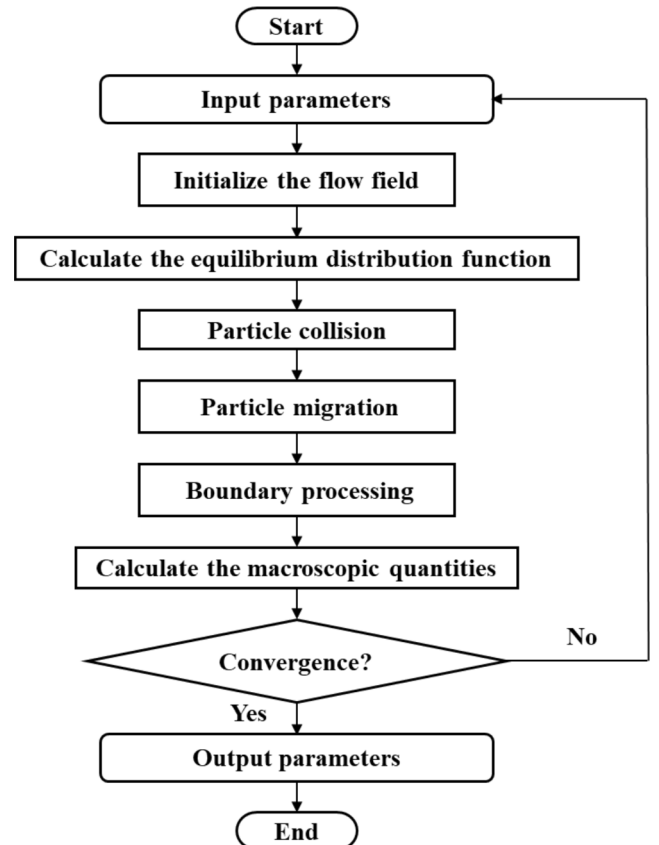 Start
Input parameters
Initialize the flow field
Calculate the equilibrium distribution function
Particle collision
Particle migration
Boundary processing
Calculate the macroscopic quantities
Convergence?
No
Yes
Output parameters
End